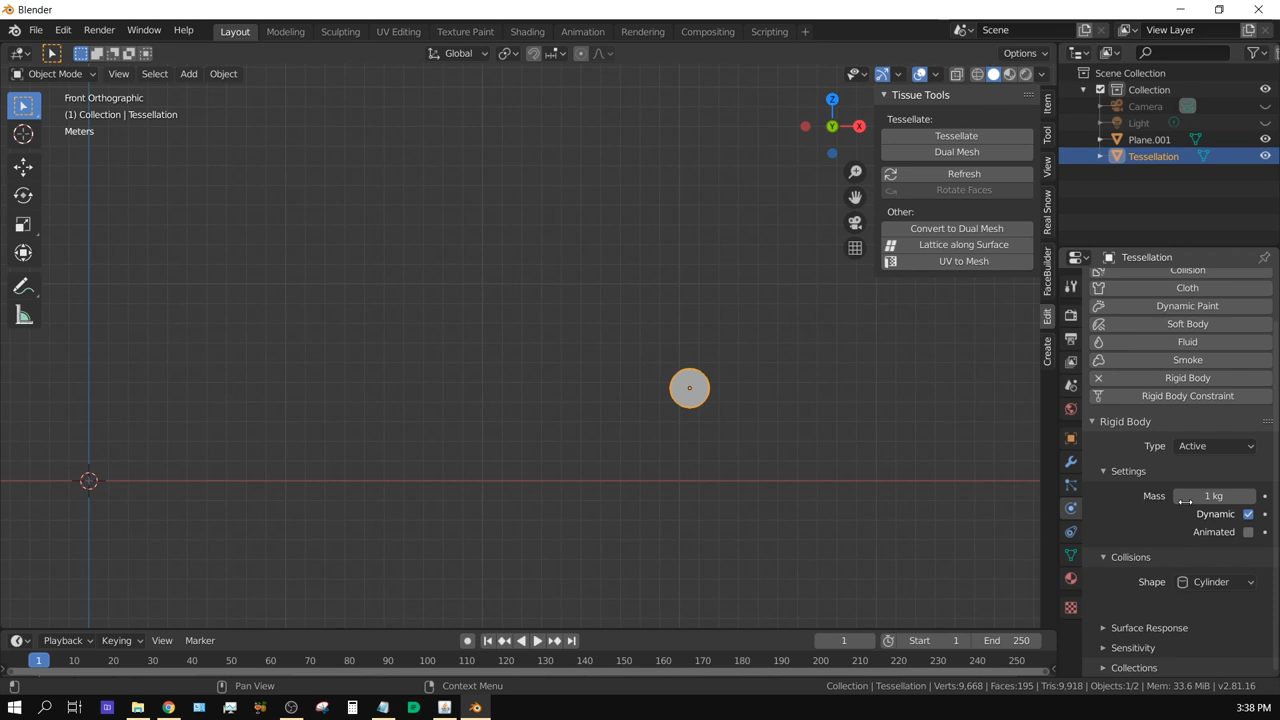 Blender
File Edit Render Window Help Layout Modeling Sculpting UV Editing Texture Paint Shading Animation Rendering Compositing Scripting + Scene View Layer
Global Options
Object Mode View Select Add Object
Front Orthographic
(1) Collection | Tessellation
Meters
Z
Y
X
Tissue Tools
Tessellate:
Tessellate
Dual Mesh
Refresh
Rotate Faces
Other:
Convert to Dual Mesh
Lattice along Surface
UV to Mesh
Item
Tool
View
Real Snow
FaceBuilder
Edit
Create
Scene Collection
Collection
Camera
Light
Plane.001
Tessellation
Tessellation
Collision
Cloth
Dynamic Paint
Soft Body
Fluid
Smoke
Rigid Body
Rigid Body Constraint
Rigid Body
Type Active
Settings
Mass 1 kg
Dynamic
Animated
Collisions
Shape Cylinder
Surface Response
Sensitivity
Collections
Playback Keying View Marker 1 Start 1 End 250
1 10 20 30 40 50 60 70 80 90 100 110 120 130 140 150 160 170 180 190 200 210 220 230 240 250
Pan View Context Menu Collection | Tessellation | Verts:9,668 | Faces:195 | Tris:9,918 | Objects:1/2 | Mem: 33.6 MiB | v2.81.16
3:38 PM